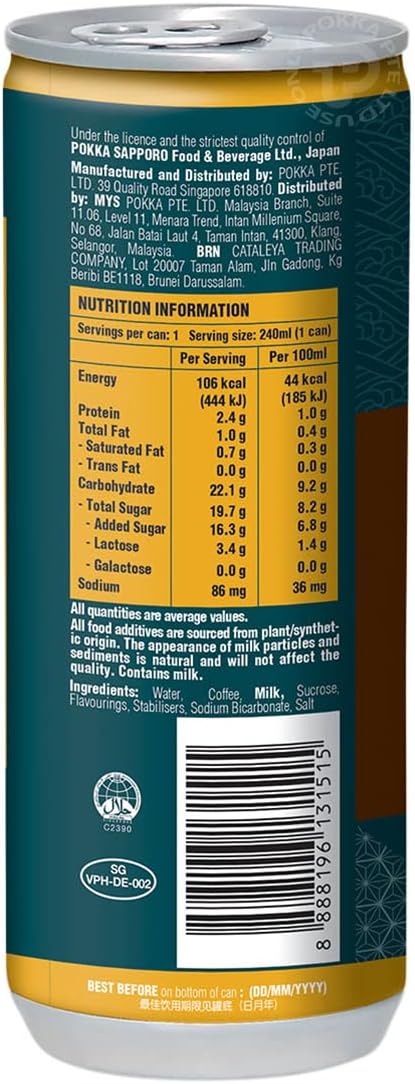 Under the licence and the strictest quality control of
POKKA SAPPORO Food & Beverage Ltd., Japan
Manufactured and Distributed by: POKKA PTE.
LTD, 39 Quality Road Singapore 618810. Distributed
by: MYS POKKA PTE. LTD. Malaysia Branch, Suite
11.06, Level 11, Menara Trend, Intan Millenium Square,
No 68, Jalan Batai Laut 4, Taman Intan, 41300, Klang,
Selangor, Malaysia. BRN CATALEYA TRADING
COMPANY, Lot 20007 Taman Alam, Jln Gadong, Kg
Beribi BE1118, Brunei Darussalam.
NUTRITION INFORMATION
Servings per can: 1 Serving size: 240ml (1 can)
Per Serving Per 100ml
Energy 106 kcal 44 kcal
(444 kJ) (185 kJ)
Protein 2.4 g 1.0 g
Total Fat 1.0 g 0.4 g
- Saturated Fat 0.7 g 0.3 g
- Trans Fat 0.0 g 0.0 g
Carbohydrate 22.1 g 9.2 g
- Total Sugar 19.7 g 8.2 g
- Added Sugar 16.3 g 6.8 g
- Lactose 3.4 g 1.4 g
- Galactose 0.0 g 0.0 g
Sodium 86 mg 36 mg
All quantities are average values.
All food additives are sourced from plant/synthet-
ic origin. The appearance of milk particles and
sediments is natural and will not affect the
quality. Contains milk.
Ingredients: Water, Coffee, Milk, Sucrose,
Flavourings, Stabilisers, Sodium Bicarbonate, Salt
C2390
SG
VPH-DE-002
8 888196 131515
BEST BEFORE on bottom of can : (DD/MM/YYYY)
最佳饮用期限见罐底 (日月年)